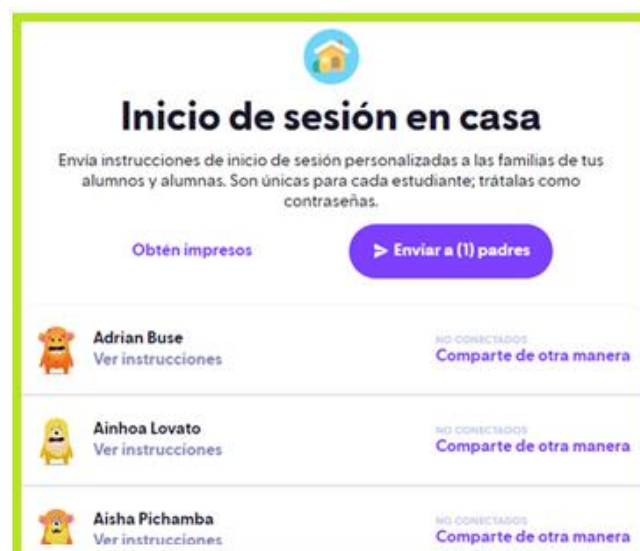 Inicio de sesión en casa
Envía instrucciones de inicio de sesión personalizadas a las familias de tus
alumnos y alumnas. Son únicas para cada estudiante; trátalas como
contraseñas.
Obtén impresos
Enviar a (1) padres
Adrian Buse
Ver instrucciones
NO CONECTADOS
Comparte de otra manera
Ainhoa Lovato
Ver instrucciones
NO CONECTADOS
Comparte de otra manera
Aisha Pichamba
Ver instrucciones
NO CONECTADOS
Comparte de otra manera